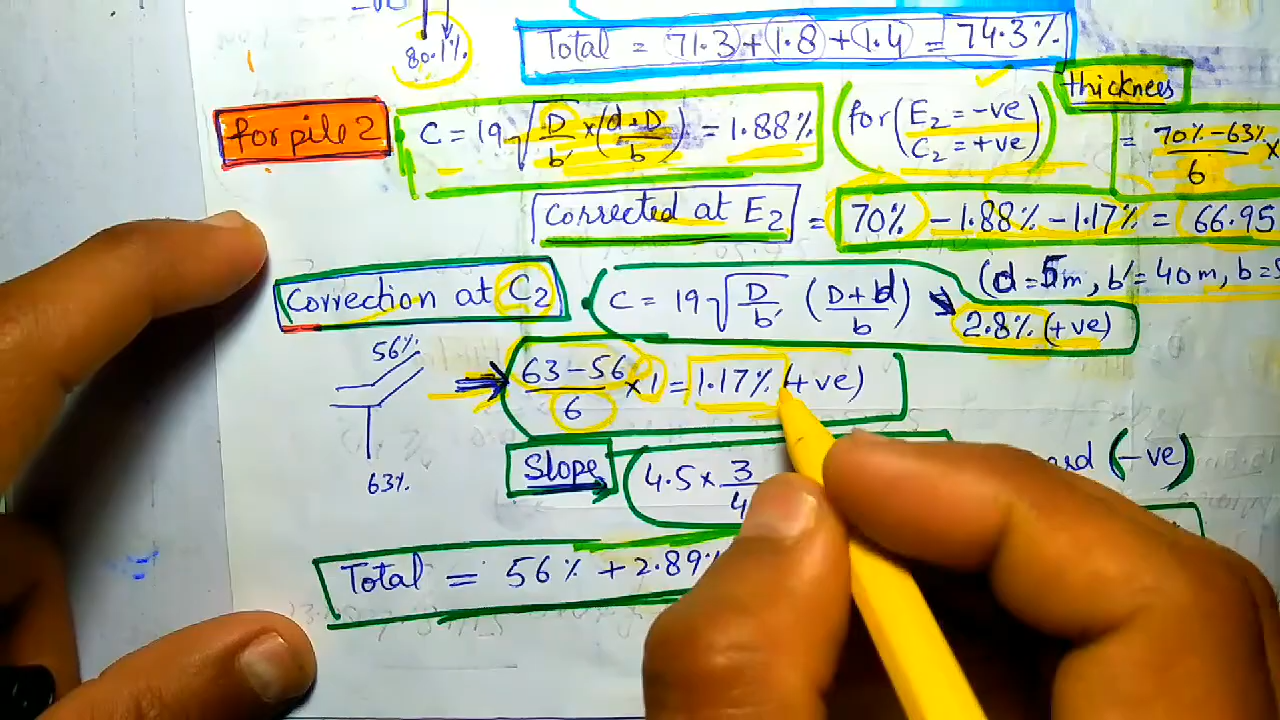 80.1%
Total = 71.3 + 1.8 + 1.4 = 74.3%
thicknees
for pile 2
C = 19 √(D/b') × (d+D/b) = 1.88%
for (E₂ = -ve
C₂ = +ve)
= 70% - 63% / 6 ×
Corrected at E₂ = 70% - 1.88% - 1.17% = 66.95
Correction at C₂
C = 19 √(D/b') (D+d/b)
(d = 5m, b' = 40m, b =
2.8% (+ve)
56%
63 - 56 / 6 × 1 = 1.17% (+ve)
63%
Slope
4.5 × 3/4
(-ve)
Total = 56% + 2.89%